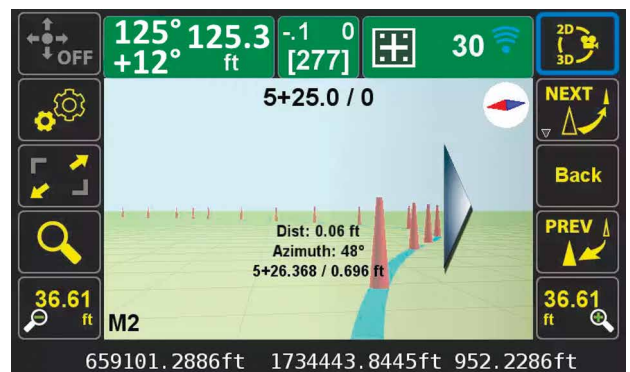 OFF
125° 125.3
+12° ft
-.1 0
[277]
30
2D
3D
5+25.0 / 0
NEXT
Back
Dist: 0.06 ft
Azimuth: 48°
5+26.368 / 0.696 ft
PREV
36.61
ft
M2
36.61
ft
659101.2886ft 1734443.8445ft 952.2286ft